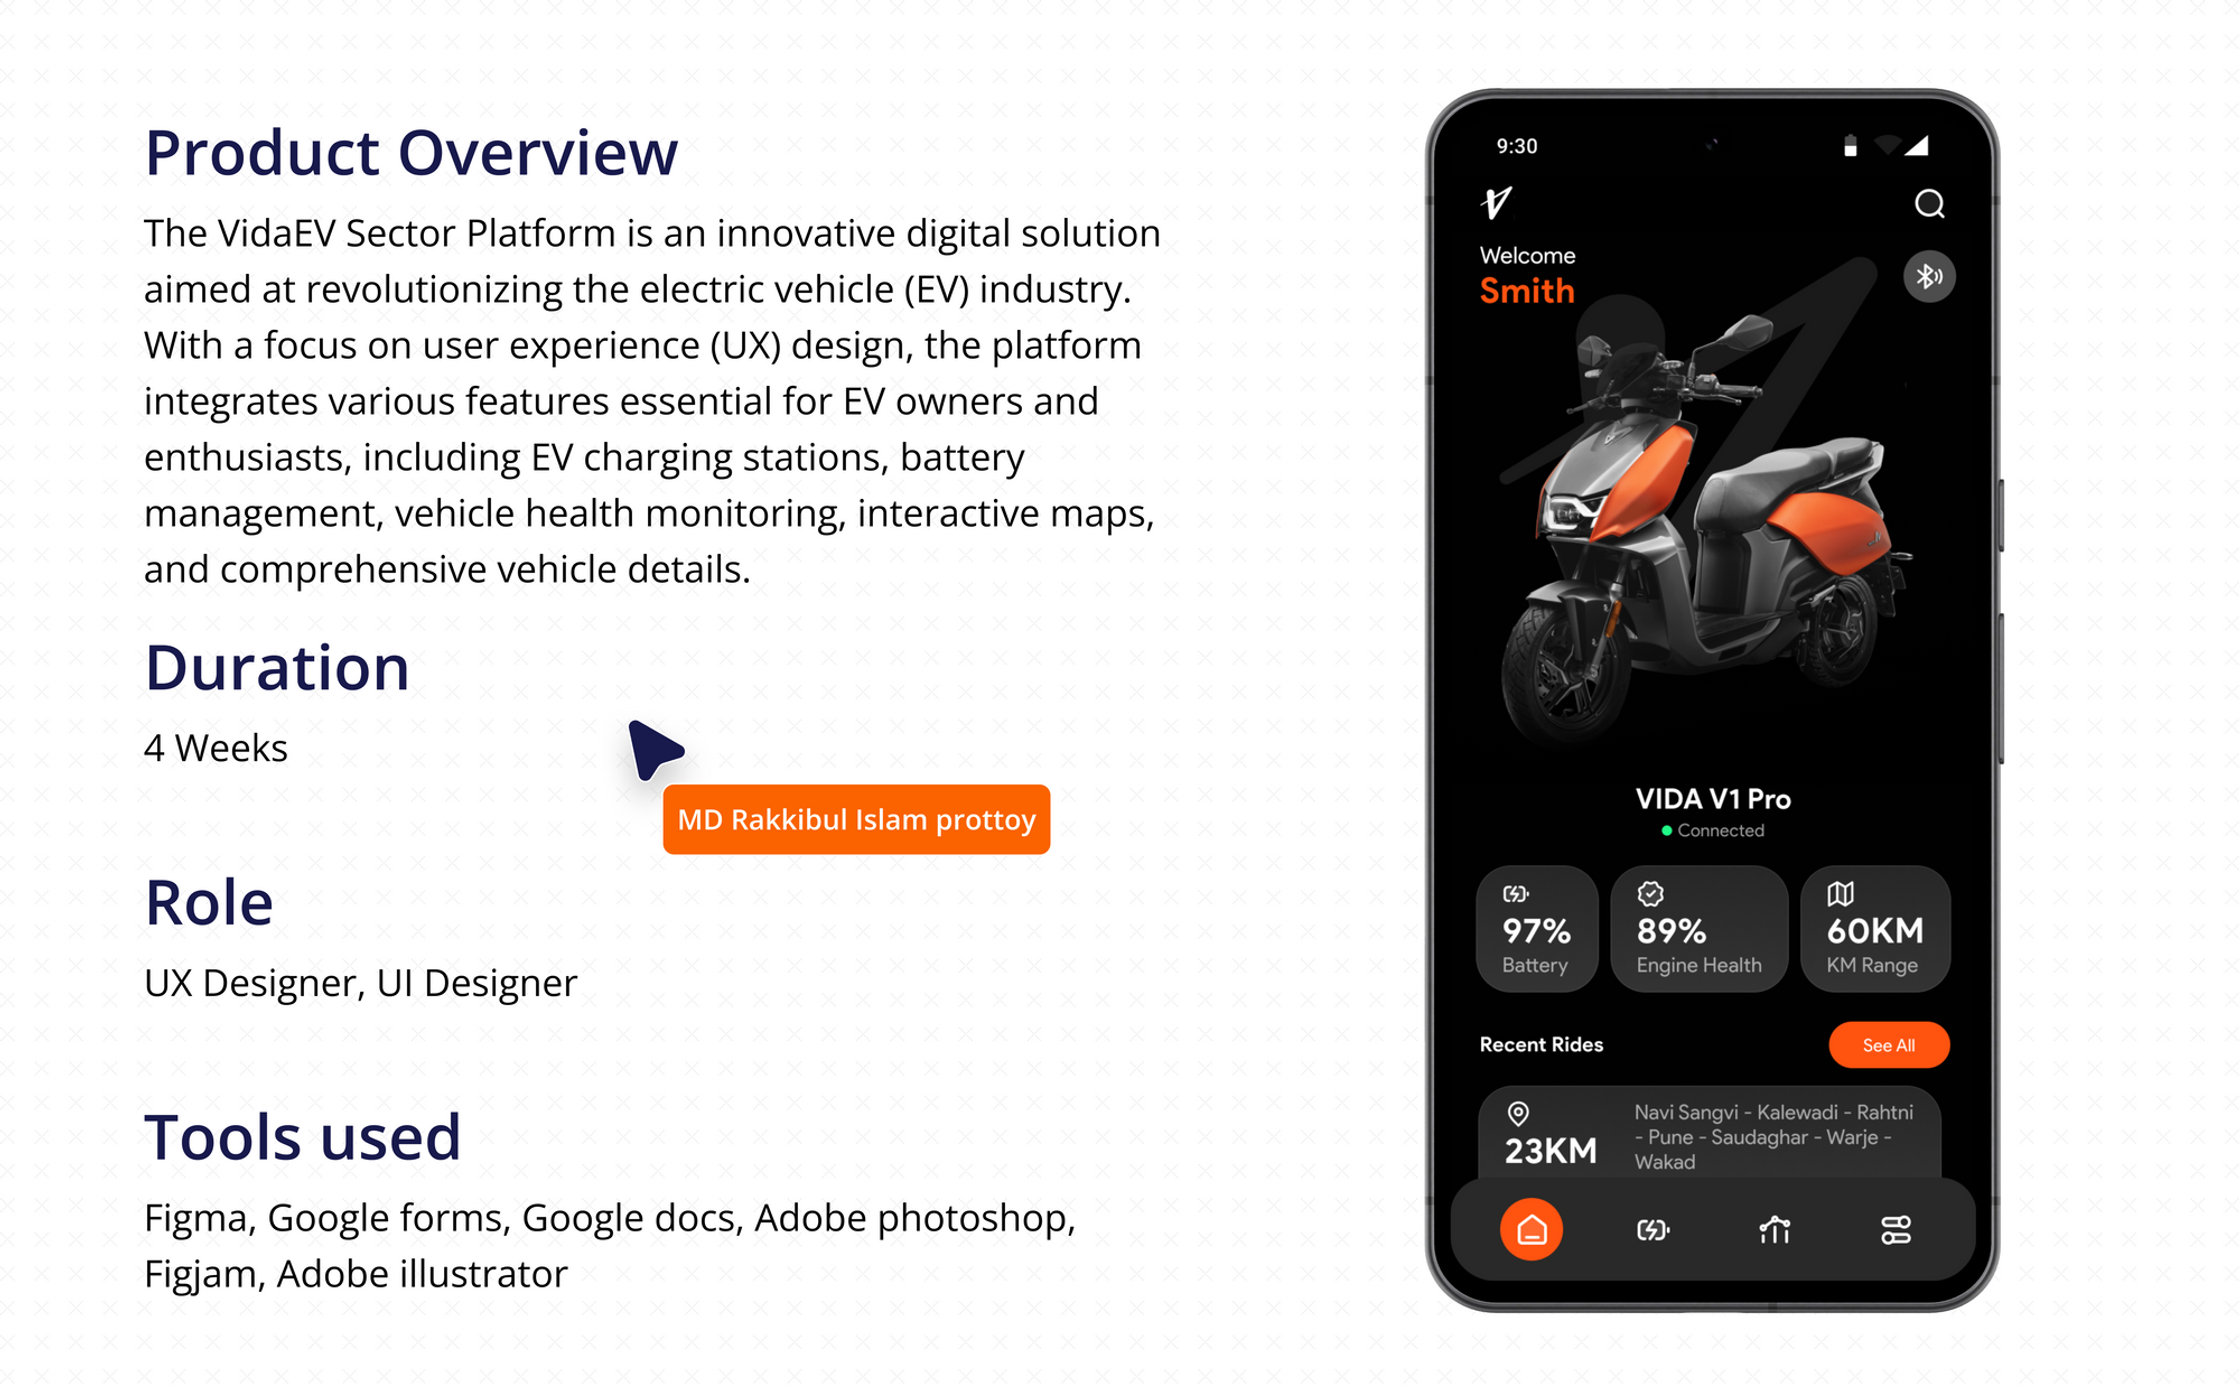 Product Overview
The VidaEV Sector Platform is an innovative digital solution
aimed at revolutionizing the electric vehicle (EV) industry.
With a focus on user experience (UX) design, the platform
integrates various features essential for EV owners and
enthusiasts, including EV charging stations, battery
management, vehicle health monitoring, interactive maps,
and comprehensive vehicle details.
Duration
4 Weeks
MD Rakkibul Islam prottoy
Role
UX Designer, UI Designer
Tools used
Figma, Google forms, Google docs, Adobe photoshop,
Figjam, Adobe illustrator
9:30
Welcome
Smith
VIDA V1 Pro
Connected
97%
Battery
89%
Engine Health
60KM
KM Range
Recent Rides
See All
23KM
Navi Sangvi - Kalewadi - Rahtni
- Pune - Saudaghar - Warje -
Wakad